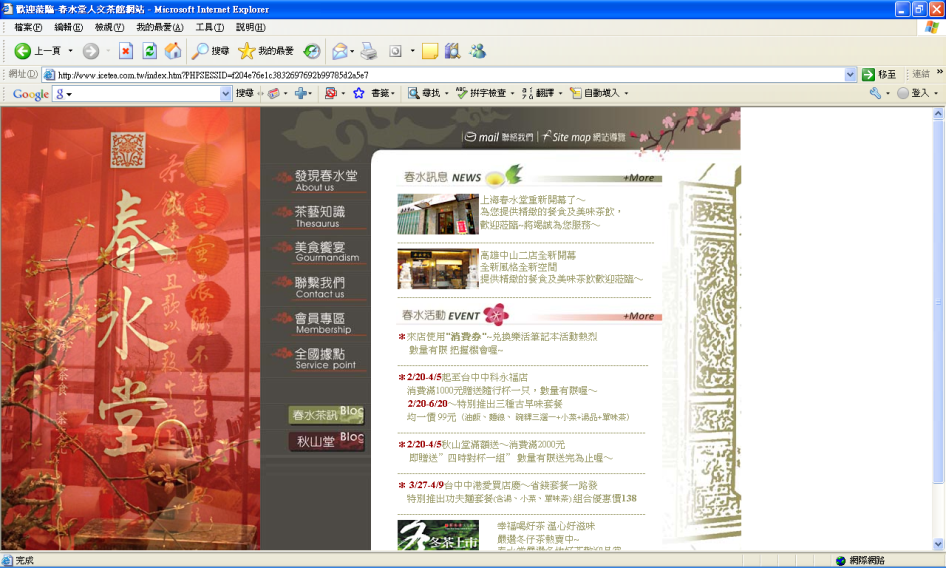 歡迎蒞臨-春水堂人文茶館網站 - Microsoft Internet Explorer
檔案(F) 編輯(E) 檢視(V) 我的最愛(A) 工具(T) 說明(H)
上一頁 搜尋 我的最愛
網址(D) http://www.icetea.com.tw/index.htm?PHPSESSID=f204e76e1c3832697692b99785d2a5e7 移至 連結 »
Google 搜尋 書籤 尋找 拼字檢查 翻譯 自動填入 登入
mail 聯絡我們 Site map 網站導覽
春水堂
發現春水堂
About us
茶藝知識
Thesaurus
美食饗宴
Gourmandism
聯繫我們
Contact us
會員專區
Membership
全國據點
Service point
春水茶訊 Blog
秋山堂 Blog
春水訊息 NEWS +More
上海春水堂重新開幕了～
為您提供精緻的餐食及美味茶飲，
歡迎蒞臨~將竭誠為您服務～
高雄中山二店全新開幕
全新風格全新空間
提供精緻的餐食及美味茶飲歡迎蒞臨～
春水活動 EVENT +More
＊來店使用"消費券"~兌換樂活筆記本活動熱烈
數量有限 把握機會喔~
＊2/20-4/5起至台中中科永福店
消費滿1000元贈送隨行杯一只，數量有限喔～
2/20-6/20～特別推出三種古早味套餐
均一價 99元（油飯、麵線、碗粿三選一+小菜+湯品+單味茶）
＊2/20-4/5秋山堂滿額送～消費滿2000元
即贈送”四時對杯一組” 數量有限送完為止喔～
＊ 3/27-4/9台中中港愛買店慶～省錢套餐一路發
特別推出功夫麵套餐(含湯、小菜、單味茶) 組合優惠價138
冬茶上市
幸福喝好茶 溫心好滋味
嚴選冬仔茶熱賣中~
完成 網際網路